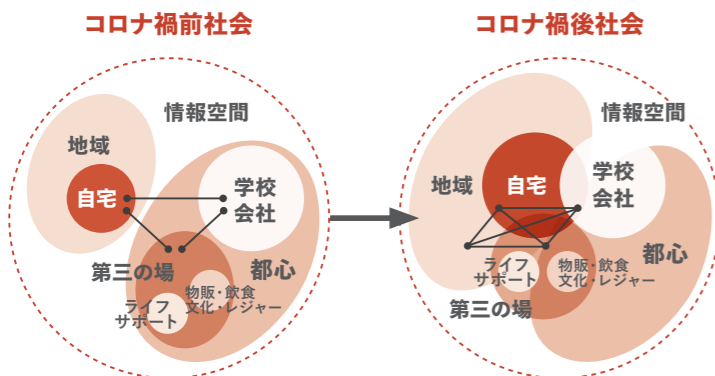 コロナ禍前社会
情報空間
地域
自宅
学校
会社
第三の場
都心
物販・飲食
文化・レジャー
ライフ
サポート
コロナ禍後社会
情報空間
学校
会社
地域
自宅
都心
ライフ
サポート
物販・飲食
文化・レジャー
第三の場